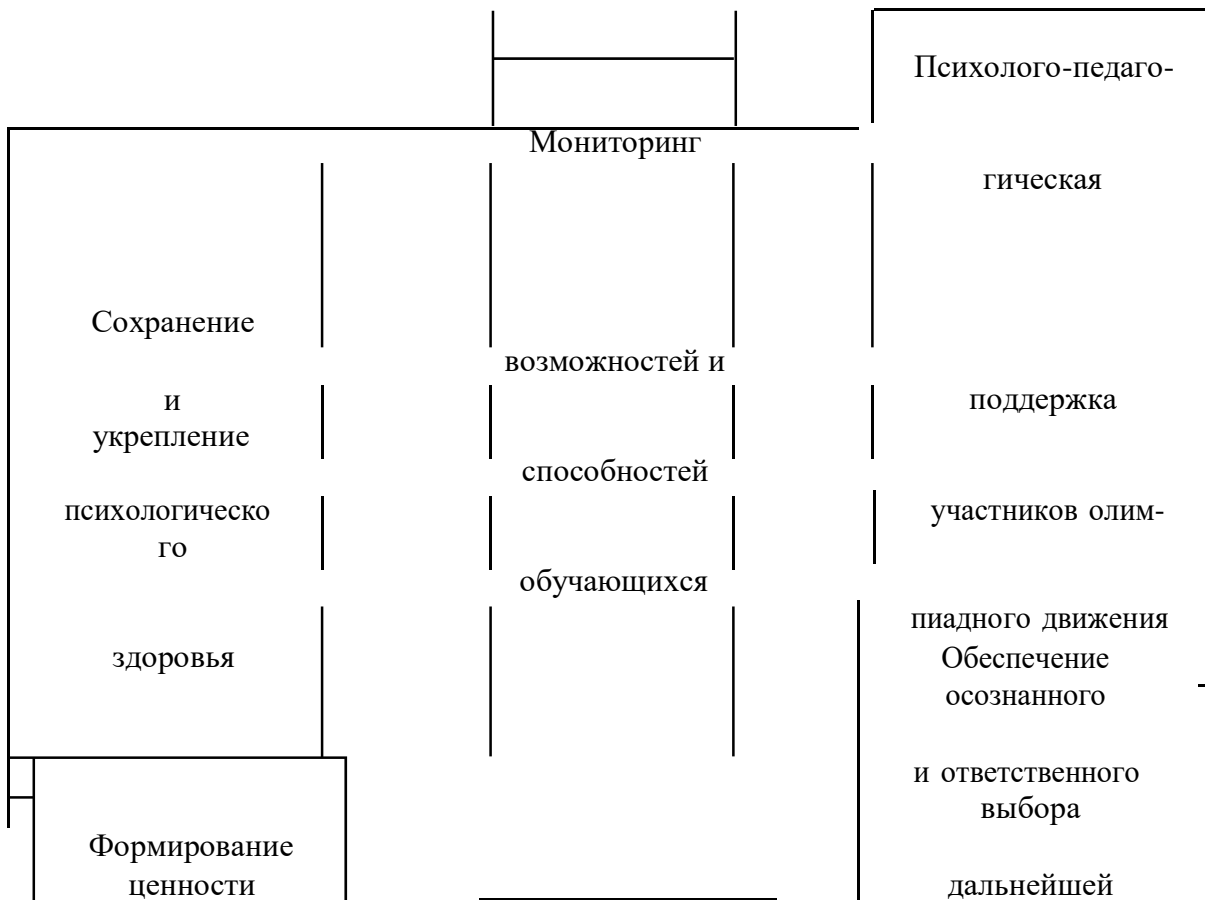 Сохранение
и
укрепление
психологическо
го
здоровья
Формирование
ценности
Мониторинг
возможностей и
способностей
обучающихся
Психолого-педаго-
гическая
поддержка
участников олим-
пиадного движения
Обеспечение
осознанного
и ответственного
выбора
дальнейшей